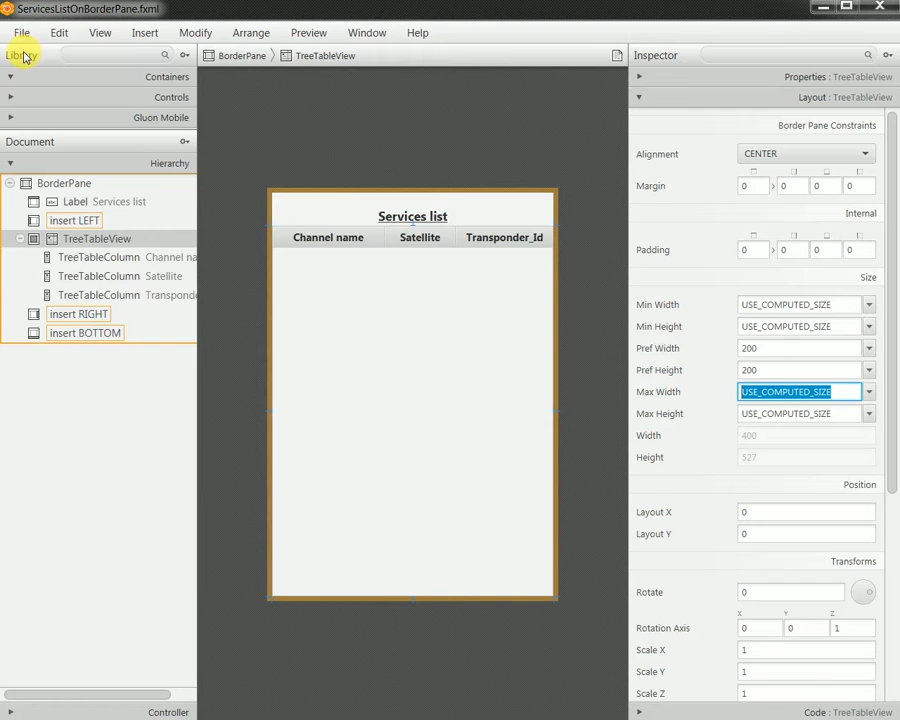 ServicesListOnBorderPane.fxml
File Edit View Insert Modify Arrange Preview Window Help
Library
Containers
Controls
Gluon Mobile
Document
Hierarchy
BorderPane
Label Services list
insert LEFT
TreeTableView
TreeTableColumn Channel na
TreeTableColumn Satellite
TreeTableColumn Transponde
insert RIGHT
insert BOTTOM
Controller
BorderPane TreeTableView
Services list
Channel name Satellite Transponder_Id
Inspector
Properties : TreeTableView
Layout : TreeTableView
Border Pane Constraints
Alignment CENTER
Margin 0 0 0 0
Internal
Padding 0 0 0 0
Size
Min Width USE_COMPUTED_SIZE
Min Height USE_COMPUTED_SIZE
Pref Width 200
Pref Height 200
Max Width USE_COMPUTED_SIZE
Max Height USE_COMPUTED_SIZE
Width 400
Height 527
Position
Layout X 0
Layout Y 0
Transforms
Rotate 0
X Y Z
Rotation Axis 0 0 1
Scale X 1
Scale Y 1
Scale Z 1
Code : TreeTableView